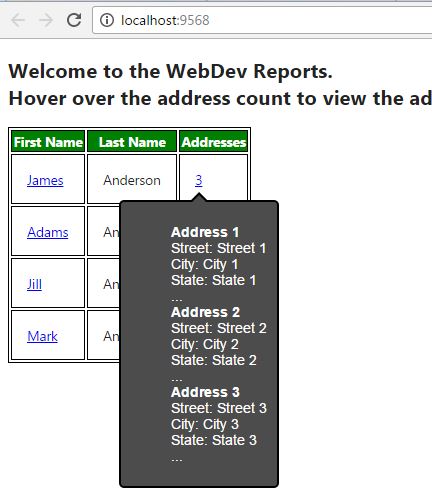 localhost:9568
Welcome to the WebDev Reports.
Hover over the address count to view the ad
First Name Last Name Addresses
James Anderson 3
Adams An
Jill An
Mark An
Address 1
Street: Street 1
City: City 1
State: State 1
...
Address 2
Street: Street 2
City: City 2
State: State 2
...
Address 3
Street: Street 3
City: City 3
State: State 3
...